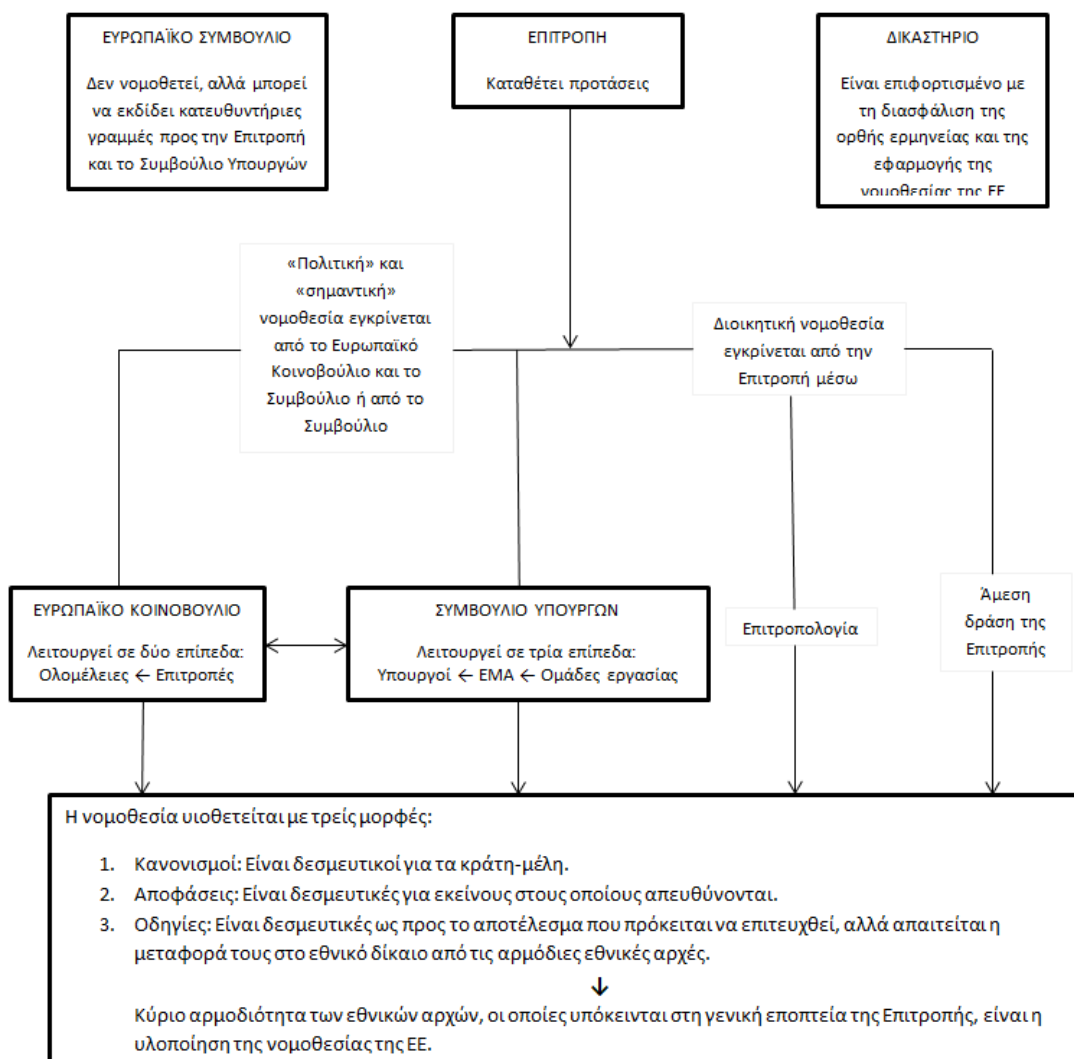 ΕΥΡΩΠΑΪΚΟ ΣΥΜΒΟΥΛΙΟ
Δεν νομοθετεί, αλλά μπορεί
να εκδίδει κατευθυντήριες
γραμμές προς την Επιτροπή
και το Συμβούλιο Υπουργών
ΕΠΙΤΡΟΠΗ
Καταθέτει προτάσεις
ΔΙΚΑΣΤΗΡΙΟ
Είναι επιφορτισμένο με
τη διασφάλιση της
ορθής ερμηνείας και της
εφαρμογής της
νομοθεσίας της ΕΕ
«Πολιτική» και
«σημαντική»
νομοθεσία εγκρίνεται
από το Ευρωπαϊκό
Κοινοβούλιο και το
Συμβούλιο ή από το
Συμβούλιο
Διοικητική νομοθεσία
εγκρίνεται από την
Επιτροπή μέσω
ΕΥΡΩΠΑΪΚΟ ΚΟΙΝΟΒΟΥΛΙΟ
Λειτουργεί σε δύο επίπεδα:
Ολομέλειες ← Επιτροπές
ΣΥΜΒΟΥΛΙΟ ΥΠΟΥΡΓΩΝ
Λειτουργεί σε τρία επίπεδα:
Υπουργοί ← ΕΜΑ ← Ομάδες εργασίας
Επιτροπολογία
Άμεση
δράση της
Επιτροπής
Η νομοθεσία υιοθετείται με τρείς μορφές:
1. Κανονισμοί: Είναι δεσμευτικοί για τα κράτη-μέλη.
2. Αποφάσεις: Είναι δεσμευτικές για εκείνους στους οποίους απευθύνονται.
3. Οδηγίες: Είναι δεσμευτικές ως προς το αποτέλεσμα που πρόκειται να επιτευχθεί, αλλά απαιτείται η
μεταφορά τους στο εθνικό δίκαιο από τις αρμόδιες εθνικές αρχές.
↓
Κύριο αρμοδιότητα των εθνικών αρχών, οι οποίες υπόκεινται στη γενική εποπτεία της Επιτροπής, είναι η
υλοποίηση της νομοθεσίας της ΕΕ.